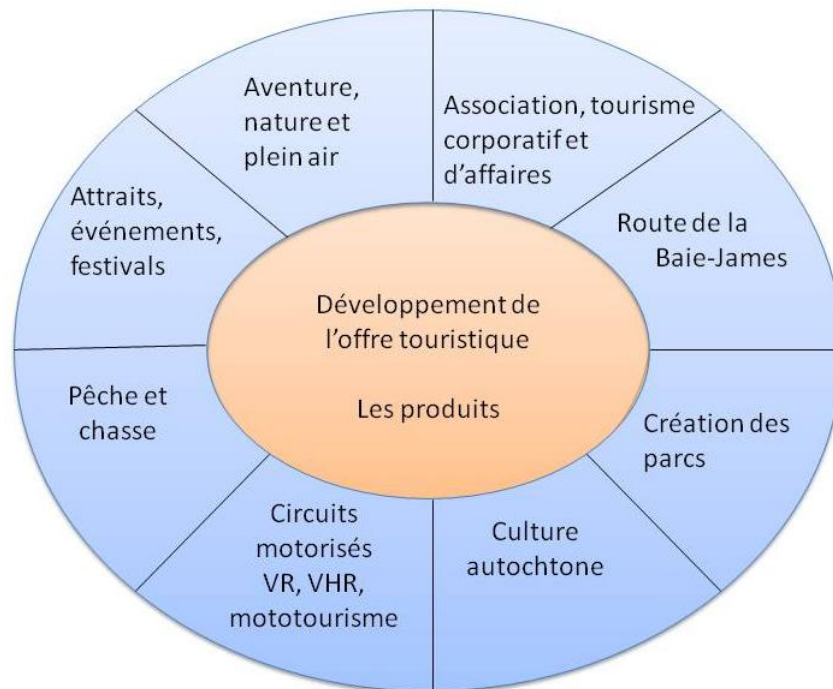 Aventure,
nature et
plein air
Association, tourisme
corporatif et
d'affaires
Attraits,
événements,
festivals
Route de la
Baie-James
Développement de
l'offre touristique
Les produits
Pêche et
chasse
Création des
parcs
Circuits
motorisés
VR, VHR,
mototourisme
Culture
autochtone